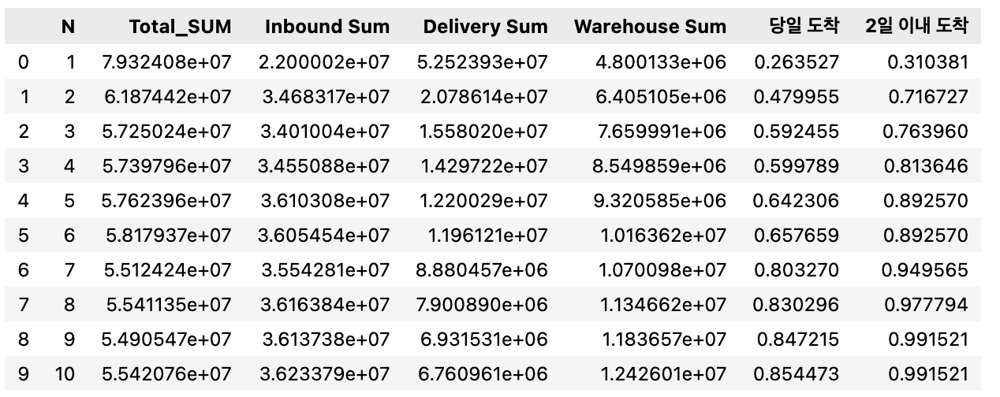 N Total_SUM Inbound Sum Delivery Sum Warehouse Sum 당일 도착 2일 이내 도착
0 1 7.932408e+07 2.200002e+07 5.252393e+07 4.800133e+06 0.263527 0.310381
1 2 6.187442e+07 3.468317e+07 2.078614e+07 6.405105e+06 0.479955 0.716727
2 3 5.725024e+07 3.401004e+07 1.558020e+07 7.659991e+06 0.592455 0.763960
3 4 5.739796e+07 3.455088e+07 1.429722e+07 8.549859e+06 0.599789 0.813646
4 5 5.762396e+07 3.610308e+07 1.220029e+07 9.320585e+06 0.642306 0.892570
5 6 5.817937e+07 3.605454e+07 1.196121e+07 1.016362e+07 0.657659 0.892570
6 7 5.512424e+07 3.554281e+07 8.880457e+06 1.070098e+07 0.803270 0.949565
7 8 5.541135e+07 3.616384e+07 7.900890e+06 1.134662e+07 0.830296 0.977794
8 9 5.490547e+07 3.613738e+07 6.931531e+06 1.183657e+07 0.847215 0.991521
9 10 5.542076e+07 3.623379e+07 6.760961e+06 1.242601e+07 0.854473 0.991521